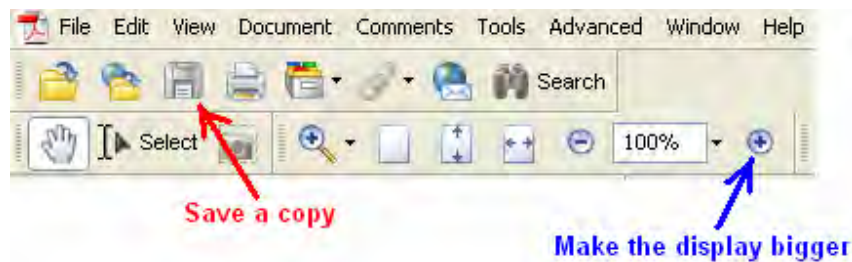 File Edit View Document Comments Tools Advanced Window Help
Search
Select 100%
Save a copy
Make the display bigger